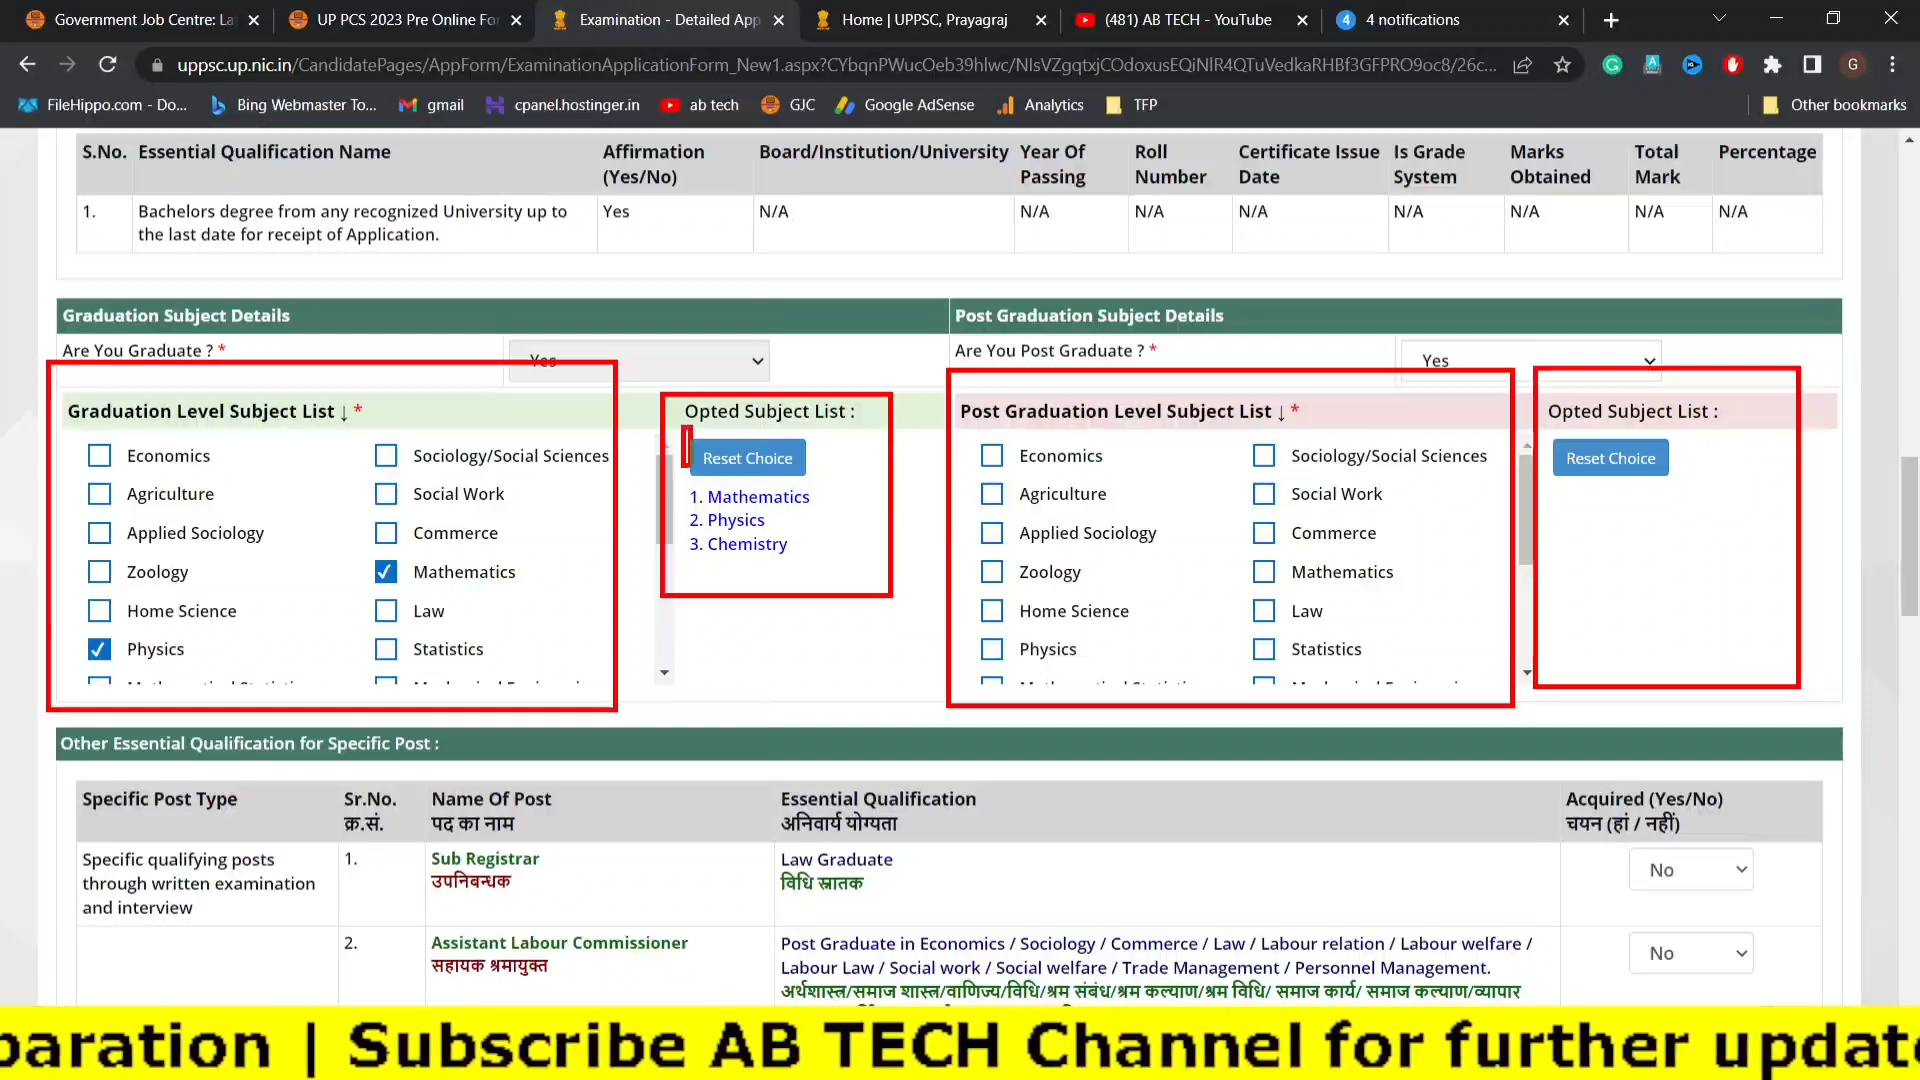 Government Job Centre: La
UP PCS 2023 Pre Online Fo
Examination - Detailed App
Home | UPPSC, Prayagraj
(481) AB TECH - YouTube
4
4 notifications
uppsc.up.nic.in/CandidatePages/AppForm/ExaminationApplicationForm_New1.aspx?
G
FileHippo.com - Do...
Bing Webmaster To...
gmail
cpanel.hostinger.in
ab tech
GJC
Google AdSense
Analytics
TFP
Other bookmarks
S.No. Essential Qualification Name Affirmation (Yes/No) Board/Institution/University Year Of Passing Roll Number Certificate Issue Date Is Grade System Marks Obtained Total Mark Percentage
1. Bachelors degree from any recognized University up to Yes N/A N/A N/A N/A N/A N/A N/A N/A
the last date for receipt of Application.
Graduation Subject Details
Post Graduation Subject Details
Are You Graduate ? * Yes
Are You Post Graduate ? * Yes
Graduation Level Subject List ↓ *
Opted Subject List :
Post Graduation Level Subject List ↓ *
Opted Subject List :
Economics Sociology/Social Sciences
Agriculture Social Work
Applied Sociology Commerce
Zoology Mathematics
Home Science Law
Physics Statistics
Reset Choice
1. Mathematics
2. Physics
3. Chemistry
Economics Sociology/Social Sciences
Agriculture Social Work
Applied Sociology Commerce
Zoology Mathematics
Home Science Law
Physics Statistics
Reset Choice
Other Essential Qualification for Specific Post :
Specific Post Type Sr.No. Name Of Post Essential Qualification Acquired (Yes/No)
क्र.सं. पद का नाम अनिवार्य योग्यता चयन (हां / नहीं)
Specific qualifying posts 1. Sub Registrar Law Graduate No
through written examination उपनिबन्धक विधि स्नातक
and interview
2. Assistant Labour Commissioner Post Graduate in Economics / Sociology / Commerce / Law / Labour relation / Labour welfare / No
सहायक श्रमायुक्त Labour Law / Social work / Social welfare / Trade Management / Personnel Management.
अर्थशास्त्र/समाज शास्त्र/वाणिज्य/विधि/श्रम संबंध/श्रम कल्याण/श्रम विधि/ समाज कार्य/ समाज कल्याण/व्यापार
paration | Subscribe AB TECH Channel for further update